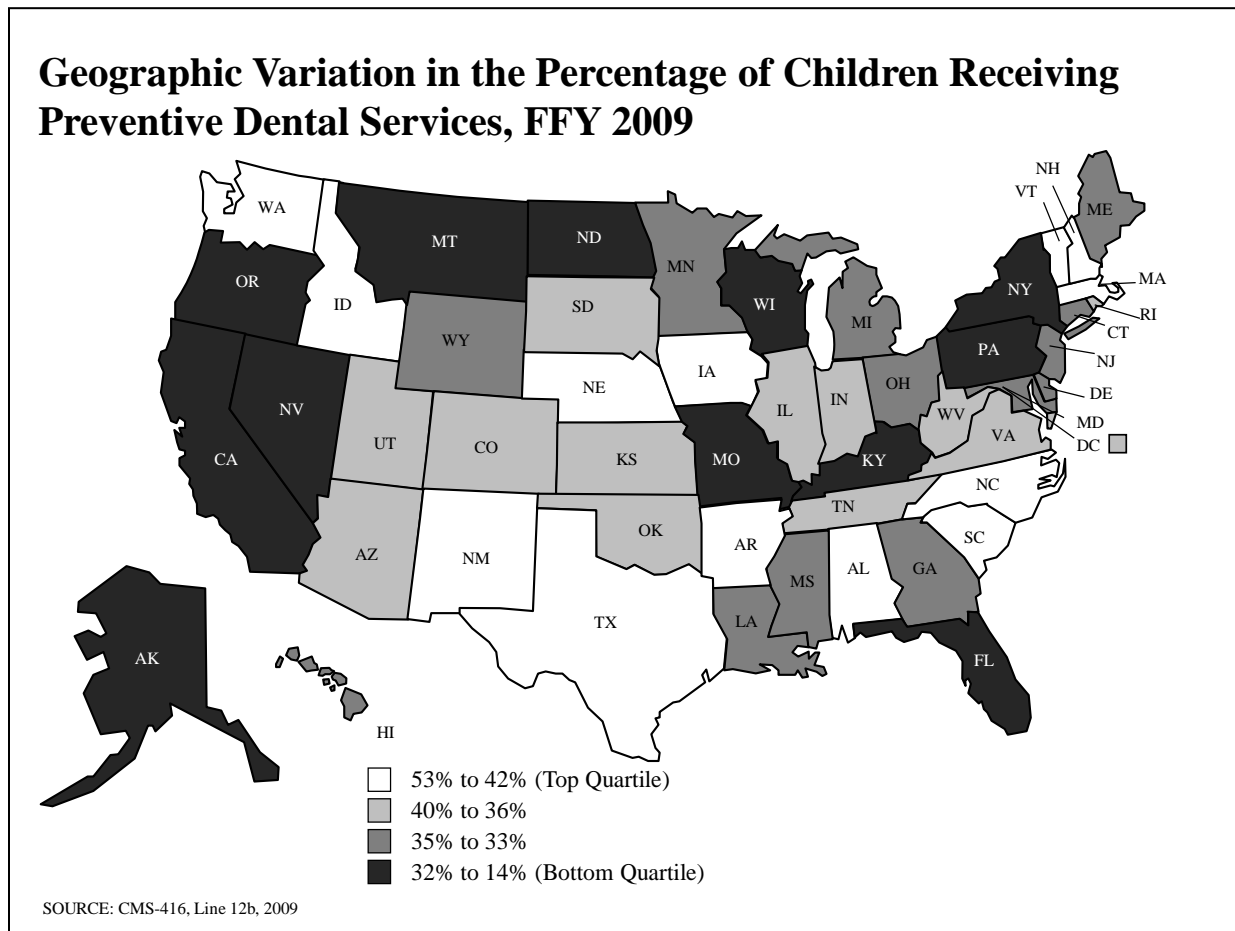 Geographic Variation in the Percentage of Children Receiving
Preventive Dental Services, FFY 2009
NH
VT
WA
ME
MT
ND
MN
OR
MA
NY
ID
SD
WI
RI
MI
CT
WY
PA
NJ
IA
NE
OH
DE
IL
IN
NV
WV
MD
UT
CO
VA
DC
CA
KS
MO
KY
NC
TN
OK
AZ
NM
AR
SC
MS
AL
GA
TX
LA
AK
FL
HI
53% to 42% (Top Quartile)
40% to 36%
35% to 33%
32% to 14% (Bottom Quartile)
SOURCE: CMS-416, Line 12b, 2009